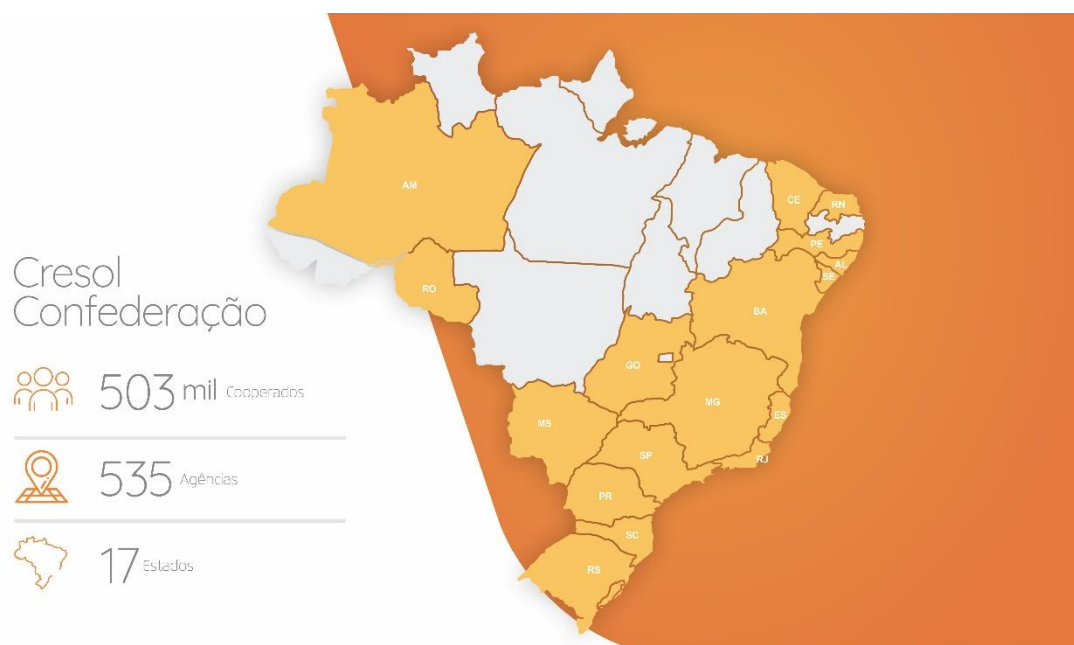 Cresol
Confederação
503 mil Cooperados
535 Agências
17 Estados
AM
CE
RN
PE
AL
SE
RO
BA
GO
MG
ES
MS
SP
RJ
PR
SC
RS